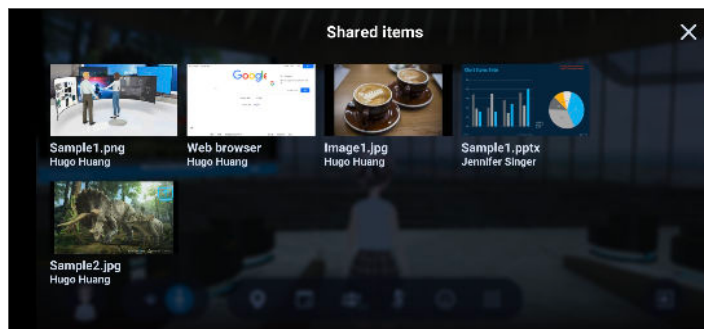 Shared items
Sample1.png
Hugo Huang
Google
Web browser
Hugo Huang
Image1.jpg
Hugo Huang
Sample1.pptx
Jennifer Singer
Sample2.jpg
Hugo Huang